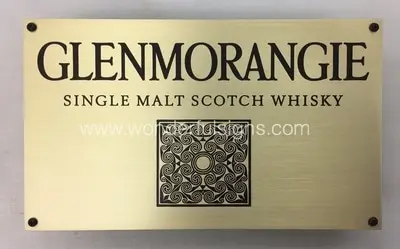 GLENMORANGIE
SINGLE MALT SCOTCH WHISKY
www.wonderfulsigns.com